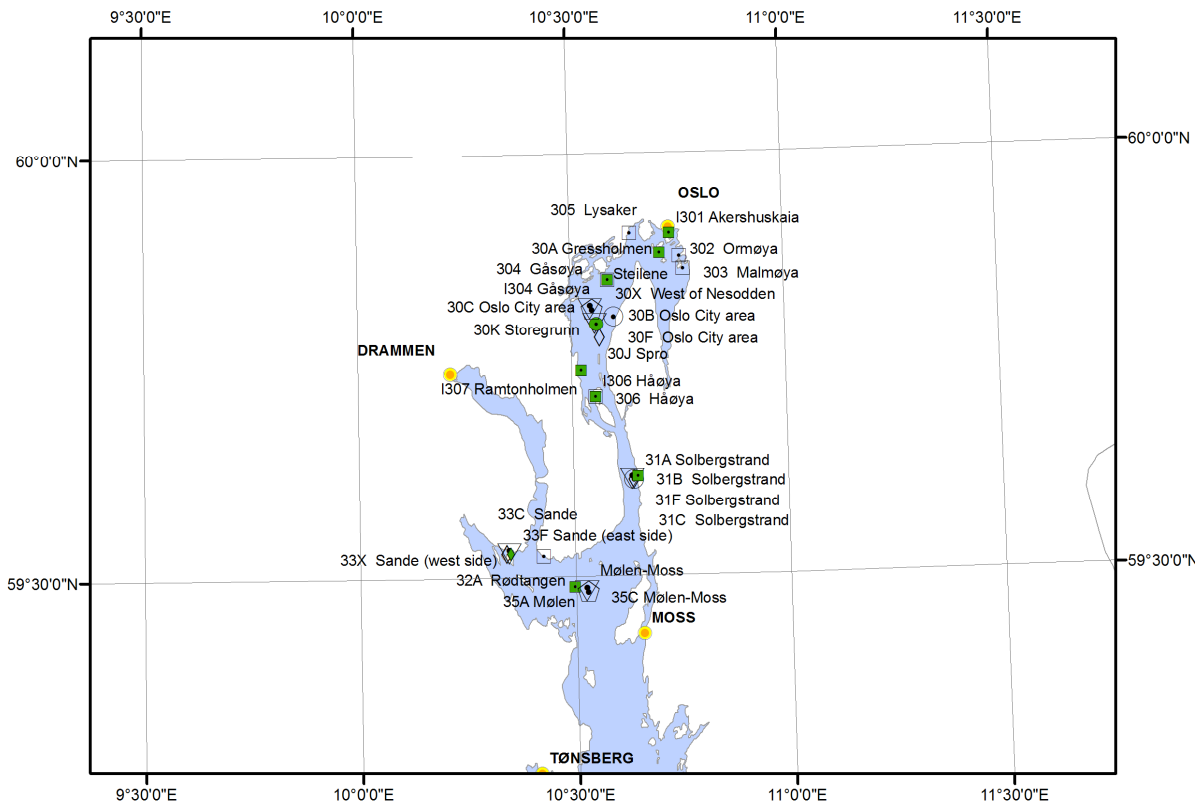 9°30'0"E
10°0'0"E
10°30'0"E
11°0'0"E
11°30'0"E
60°0'0"N
60°0'0"N
OSLO
305 Lysaker
I301 Akershuskaia
30A Gressholmen
302 Ormøya
304 Gåsøya
Steilene
303 Malmøya
I304 Gåsøya
30X West of Nesodden
30C Oslo City area
30B Oslo City area
30K Storegrunn
30F Oslo City area
DRAMMEN
30J Spro
I307 Ramtonholmen
I306 Håøya
306 Håøya
31A Solbergstrand
31B Solbergstrand
31F Solbergstrand
33C Sande
31C Solbergstrand
33F Sande (east side)
33X Sande (west side)
59°30'0"N
59°30'0"N
32A Rødtangen
Mølen-Moss
35A Mølen
35C Mølen-Moss
MOSS
TØNSBERG
9°30'0"E
10°0'0"E
10°30'0"E
11°0'0"E
11°30'0"E